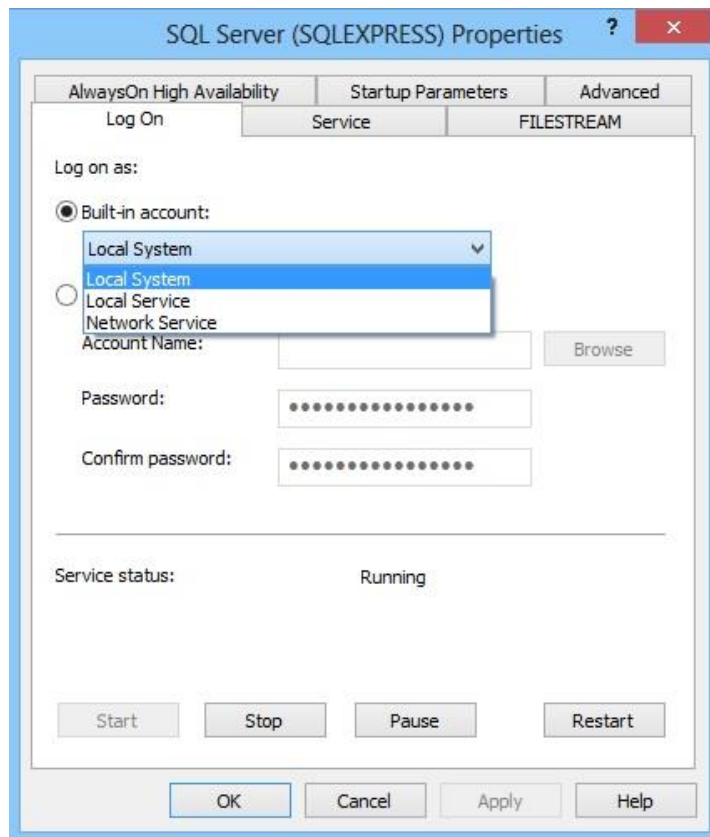 SQL Server (SQLEXPRESS) Properties ? ×
AlwaysOn High Availability Startup Parameters Advanced
Log On Service FILESTREAM
Log on as:
Built-in account:
Local System
Local System
Local Service
Network Service
Account Name: Browse
Password: ●●●●●●●●●●●●●●●●
Confirm password: ●●●●●●●●●●●●●●●●
Service status: Running
Start Stop Pause Restart
OK Cancel Apply Help